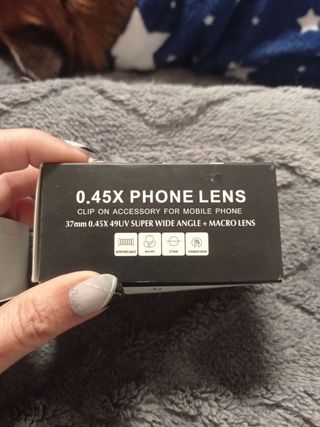 0.45X PHONE LENS
CLIP ON ACCESSORY FOR MOBILE PHONE
37mm 0.45X 49UV SUPER WIDE ANGLE + MACRO LENS